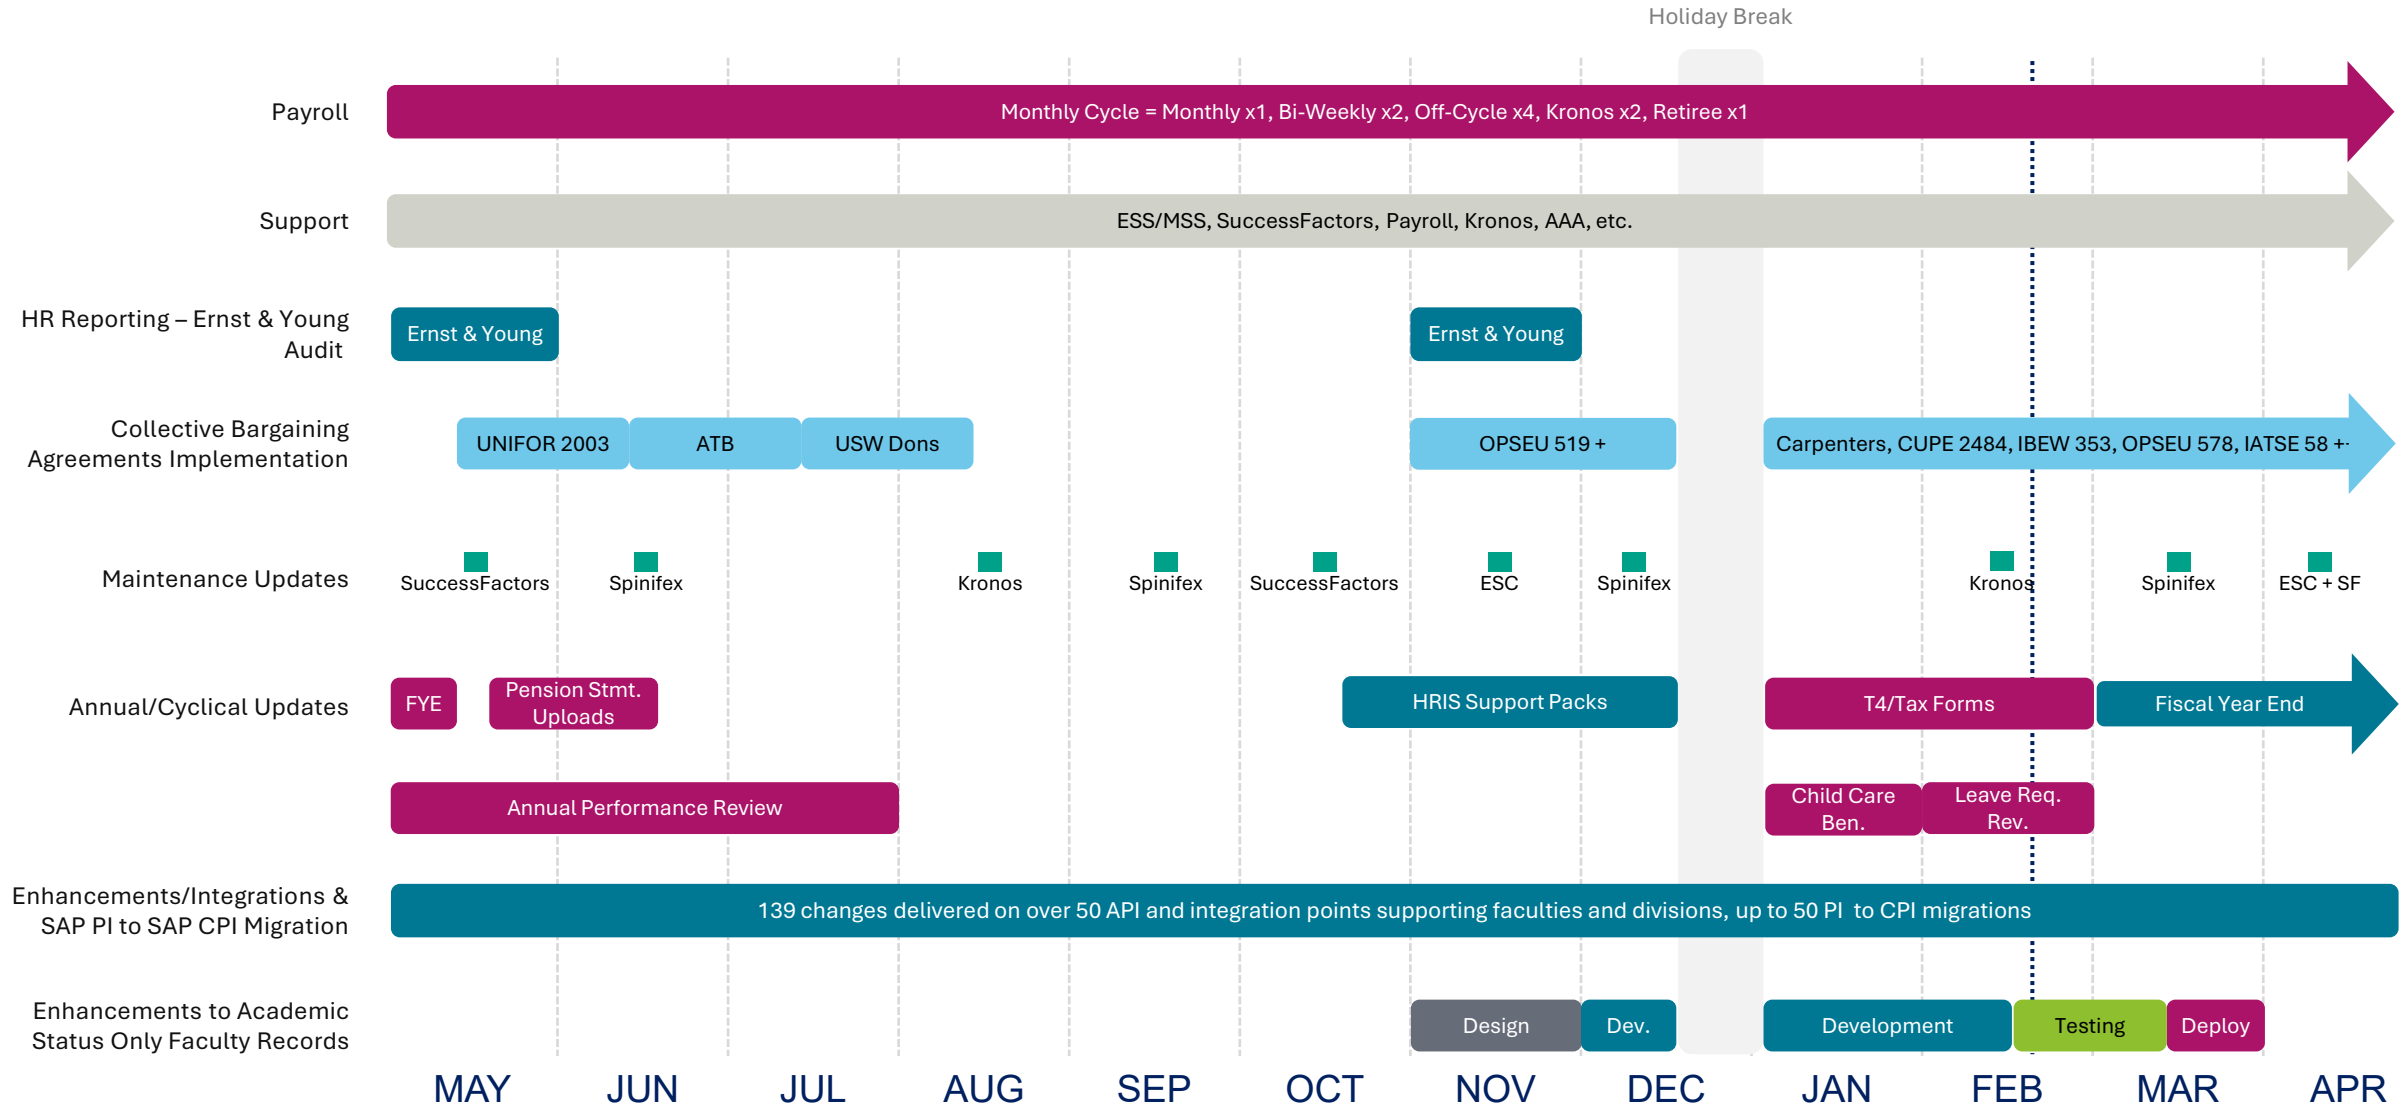 Holiday Break
Payroll
Monthly Cycle = Monthly x1, Bi-Weekly x2, Off-Cycle x4, Kronos x2, Retiree x1
Support
ESS/MSS, SuccessFactors, Payroll, Kronos, AAA, etc.
HR Reporting – Ernst & Young
Audit
Ernst & Young
Ernst & Young
Collective Bargaining
Agreements Implementation
UNIFOR 2003
ATB
USW Dons
OPSEU 519 +
Carpenters, CUPE 2484, IBEW 353, OPSEU 578, IATSE 58 +
Maintenance Updates
SuccessFactors
Spinifex
Kronos
Spinifex
SuccessFactors
ESC
Spinifex
Kronos
Spinifex
ESC + SF
Annual/Cyclical Updates
FYE
Pension Stmt.
Uploads
HRIS Support Packs
T4/Tax Forms
Fiscal Year End
Annual Performance Review
Child Care
Ben.
Leave Req.
Rev.
Enhancements/Integrations &
SAP PI to SAP CPI Migration
139 changes delivered on over 50 API and integration points supporting faculties and divisions, up to 50 PI to CPI migrations
Enhancements to Academic
Status Only Faculty Records
Design
Dev.
Development
Testing
Deploy
MAY
JUN
JUL
AUG
SEP
OCT
NOV
DEC
JAN
FEB
MAR
APR